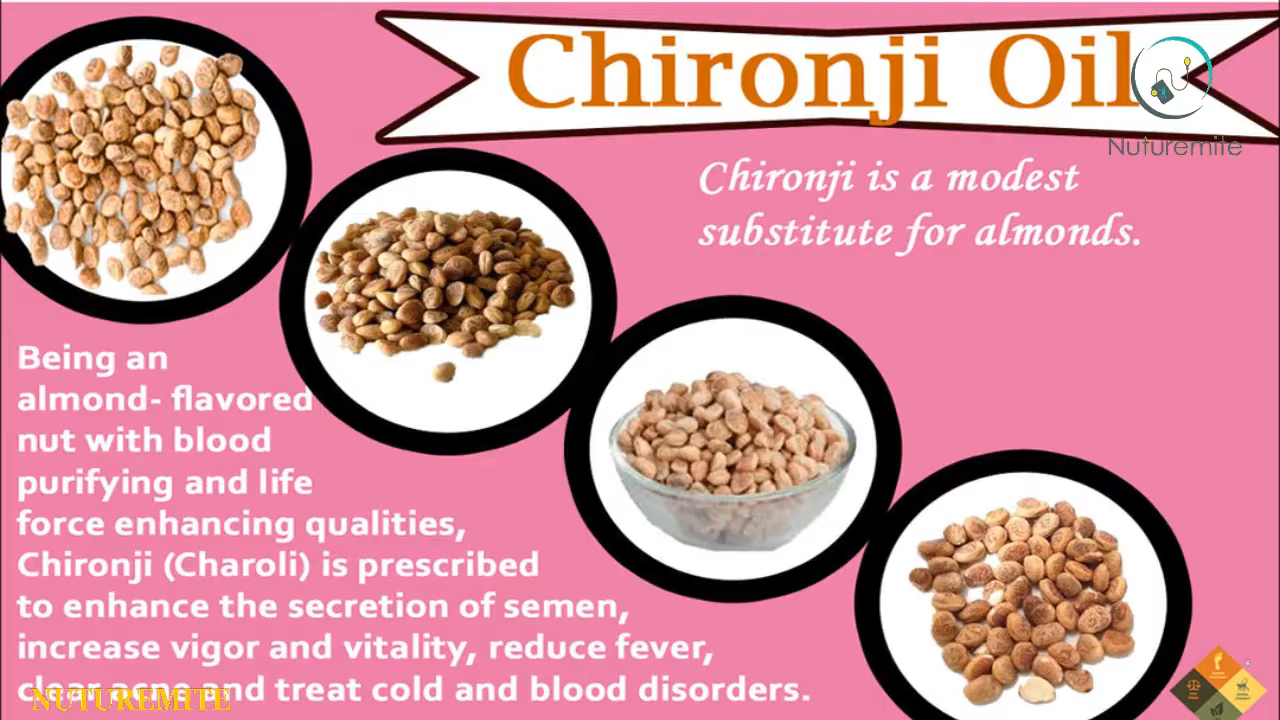 Chironji Oil
Nuturemite
Chironji is a modest
substitute for almonds.
Being an
almond- flavored
nut with blood
purifying and life
force enhancing qualities,
Chironji (Charoli) is prescribed
to enhance the secretion of semen,
increase vigor and vitality, reduce fever,
clear acne and treat cold and blood disorders.
NUTUREMITE